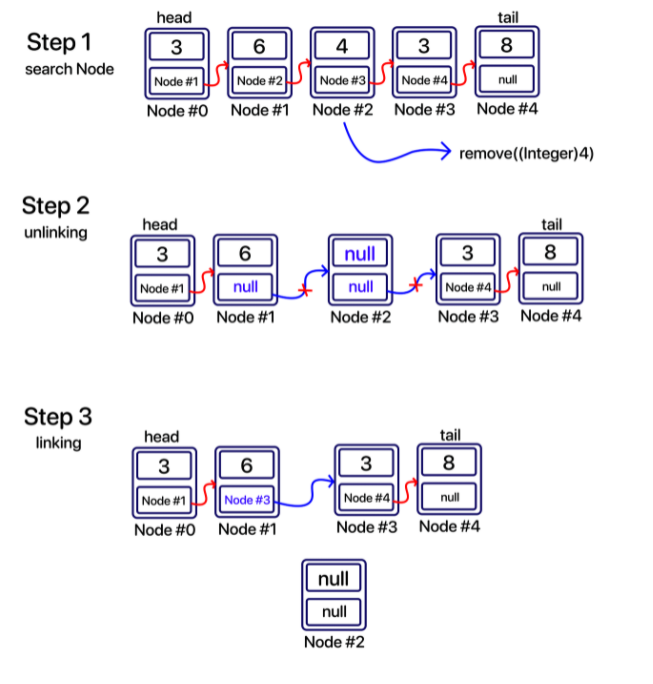 head
tail
Step 1
search Node
3
6
4
3
8
Node #1
Node #2
Node #3
Node #4
null
Node #0
Node #1
Node #2
Node #3
Node #4
remove((Integer)4)
Step 2
unlinking
head
tail
3
6
null
3
8
Node #1
null
null
Node #4
null
Node #0
Node #1
Node #2
Node #3
Node #4
Step 3
linking
head
tail
3
6
3
8
Node #1
Node #3
Node #4
null
Node #0
Node #1
Node #3
Node #4
null
null
Node #2